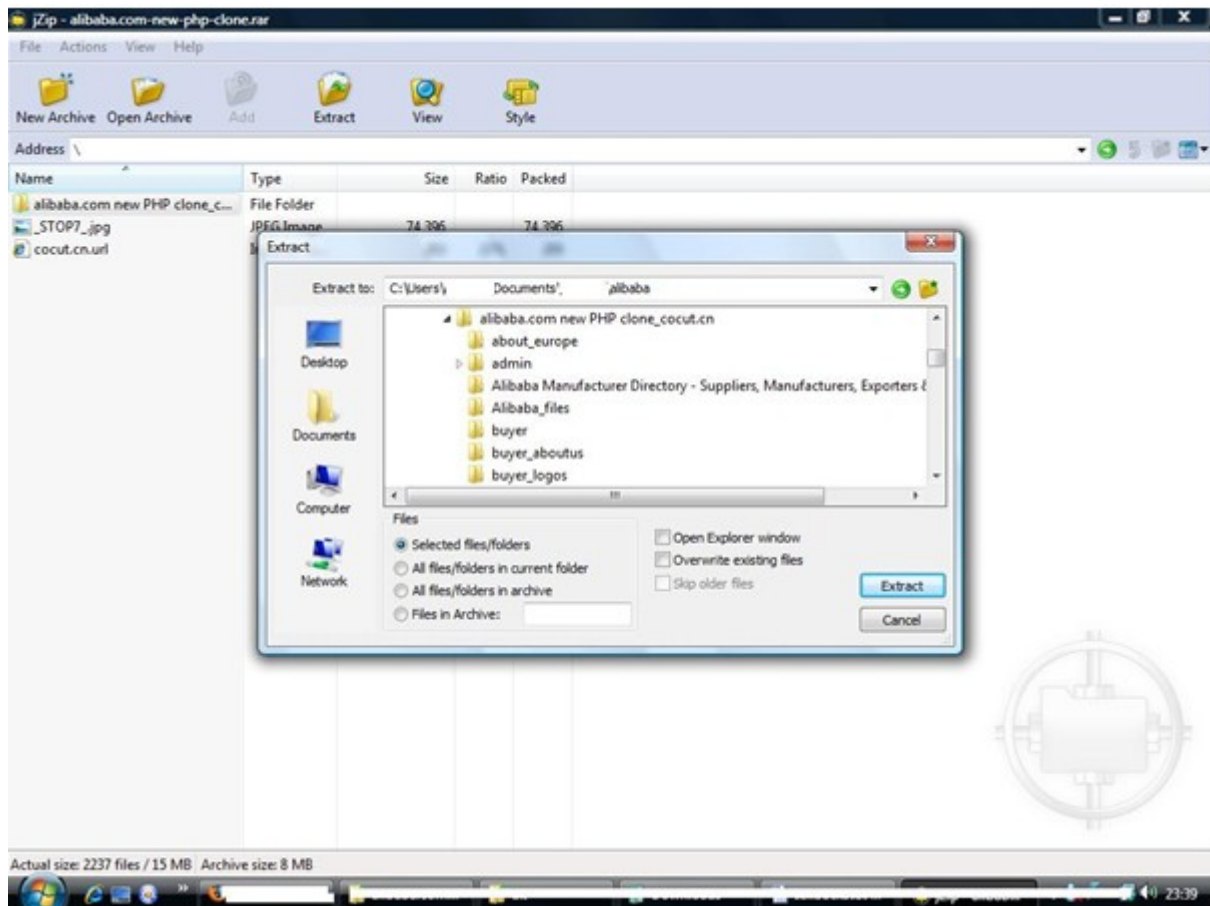 jZip - alibaba.com-new-php-clone.rar
File Actions View Help
New Archive Open Archive Add Extract View Style
Address \
Name Type Size Ratio Packed
alibaba.com new PHP clone_c... File Folder
_STOP7_.jpg JPEG Image 74 396 74 396
cocut.cn.url
Extract
Extract to: C:\Users\ Documents\ alibaba
alibaba.com new PHP clone_cocut.cn
about_europe
Desktop
admin
Alibaba Manufacturer Directory - Suppliers, Manufacturers, Exporters &
Alibaba_files
Documents
buyer
buyer_aboutus
buyer_logos
Computer
Files
Selected files/folders
All files/folders in current folder
All files/folders in archive
Files in Archive:
Network
Open Explorer window
Overwrite existing files
Skip older files
Extract
Cancel
Actual size: 2237 files / 15 MB Archive size: 8 MB
23:39